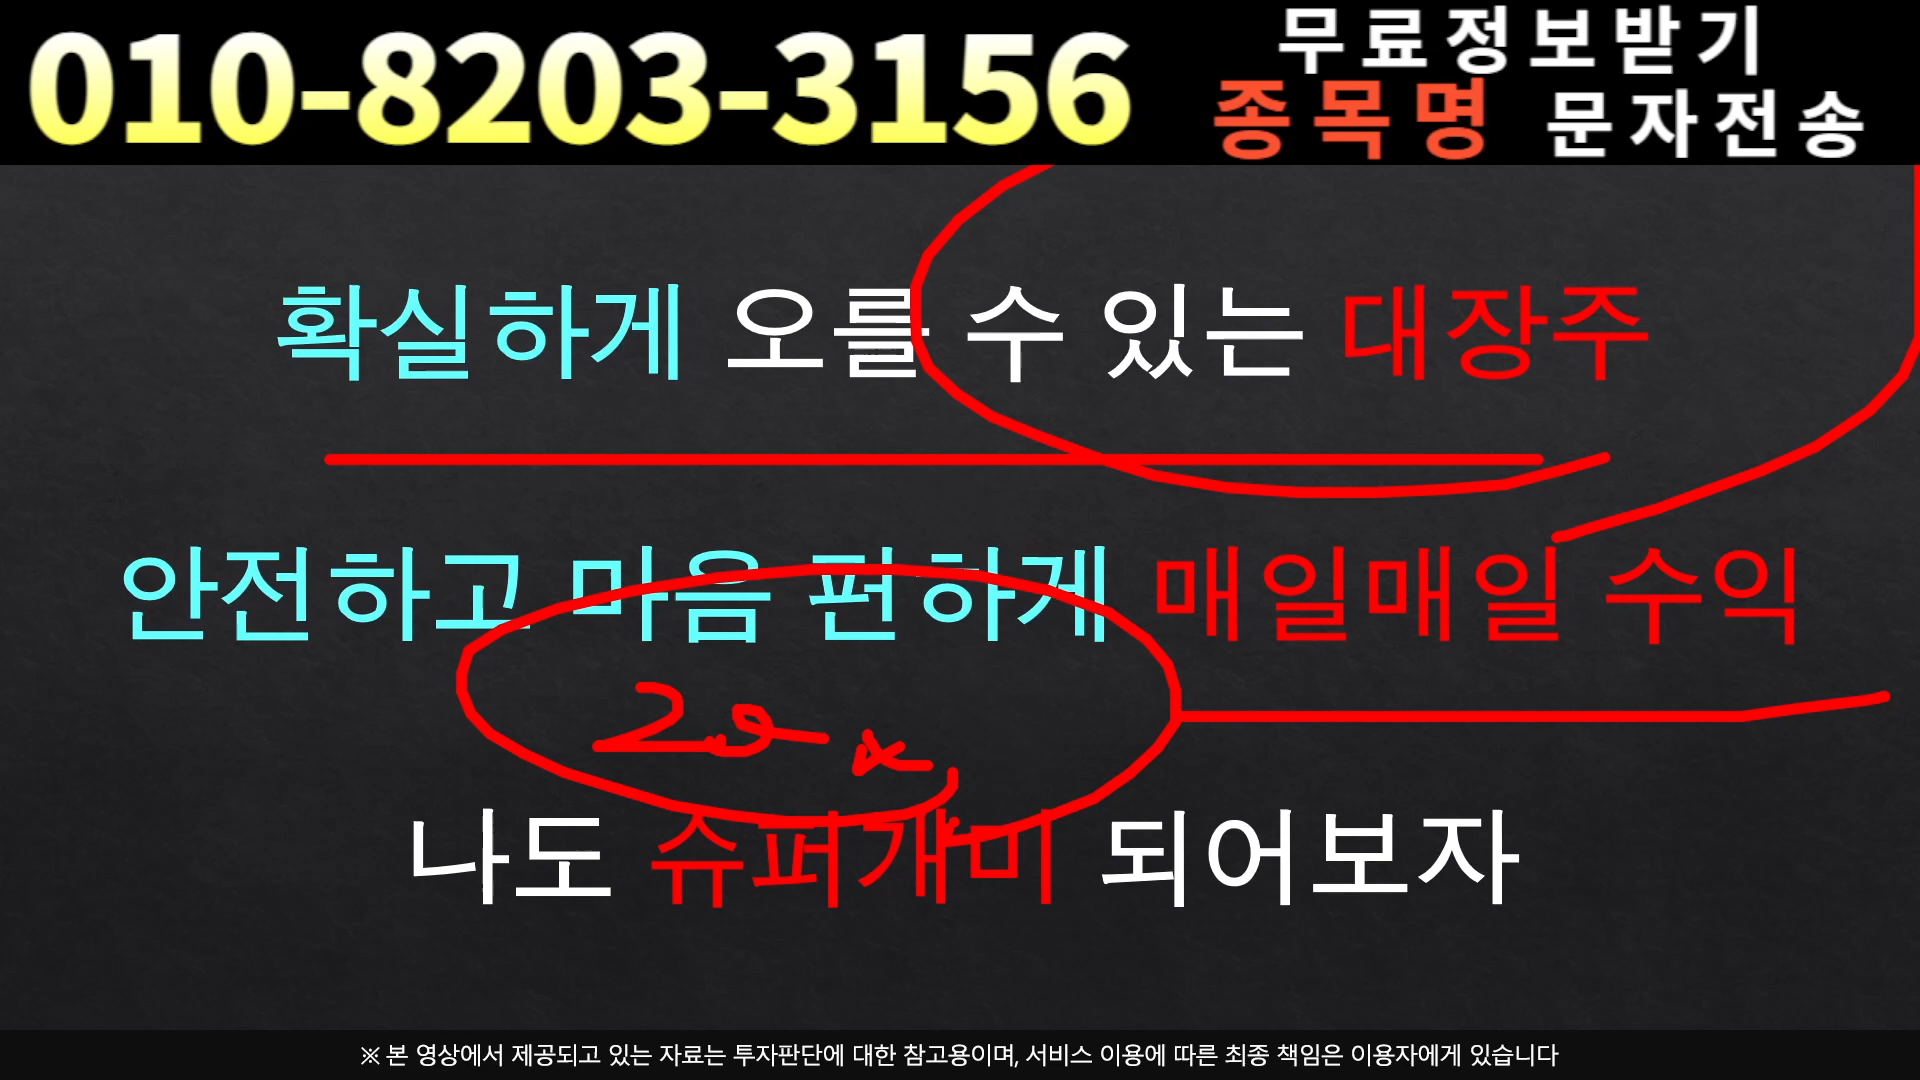 010-8203-3156
무료정보받기
종목명 문자전송
확실하게 오를 수 있는 대장주
안전하고 마음 편하게 매일매일 수익
나도 슈퍼개미 되어보자
※ 본 영상에서 제공되고 있는 자료는 투자판단에 대한 참고용이며, 서비스 이용에 따른 최종 책임은 이용자에게 있습니다